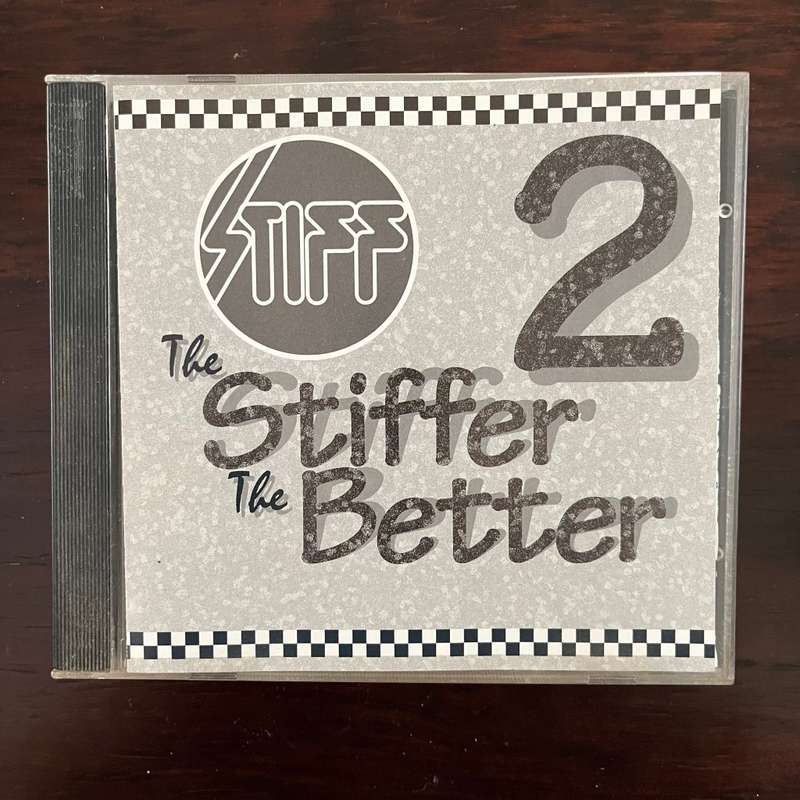 STIFF
2
The
Stiffer
The
Better